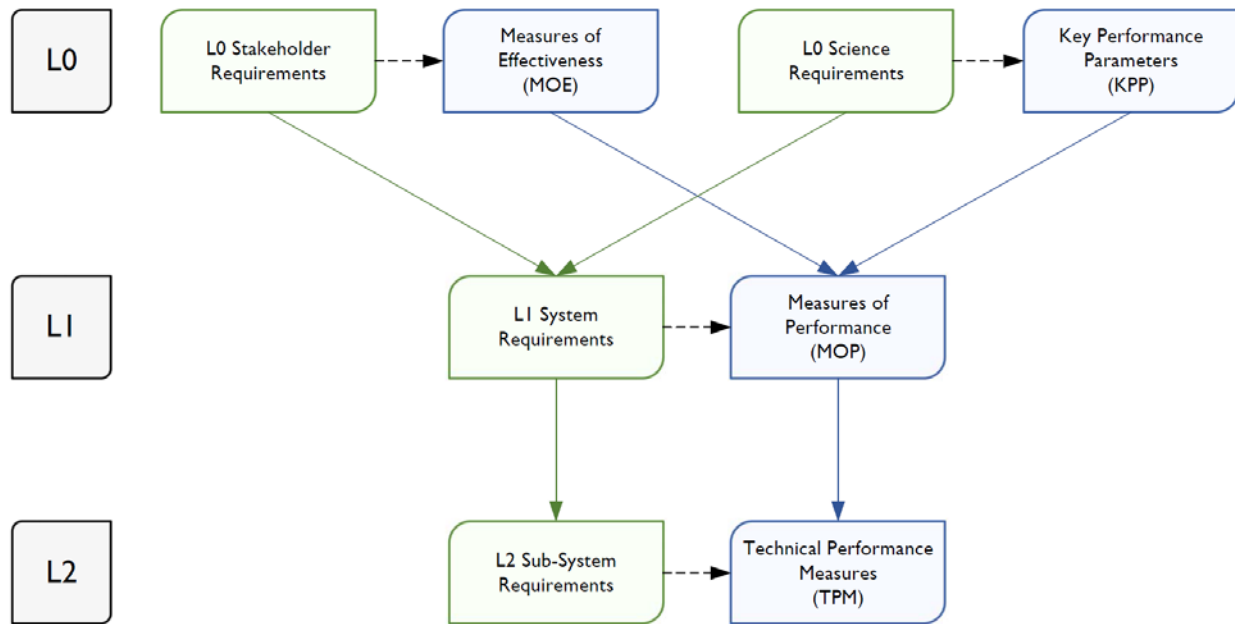 L0
L0 Stakeholder
Requirements
Measures of
Effectiveness
(MOE)
L0 Science
Requirements
Key Performance
Parameters
(KPP)
L1
L1 System
Requirements
Measures of
Performance
(MOP)
L2
L2 Sub-System
Requirements
Technical Performance
Measures
(TPM)